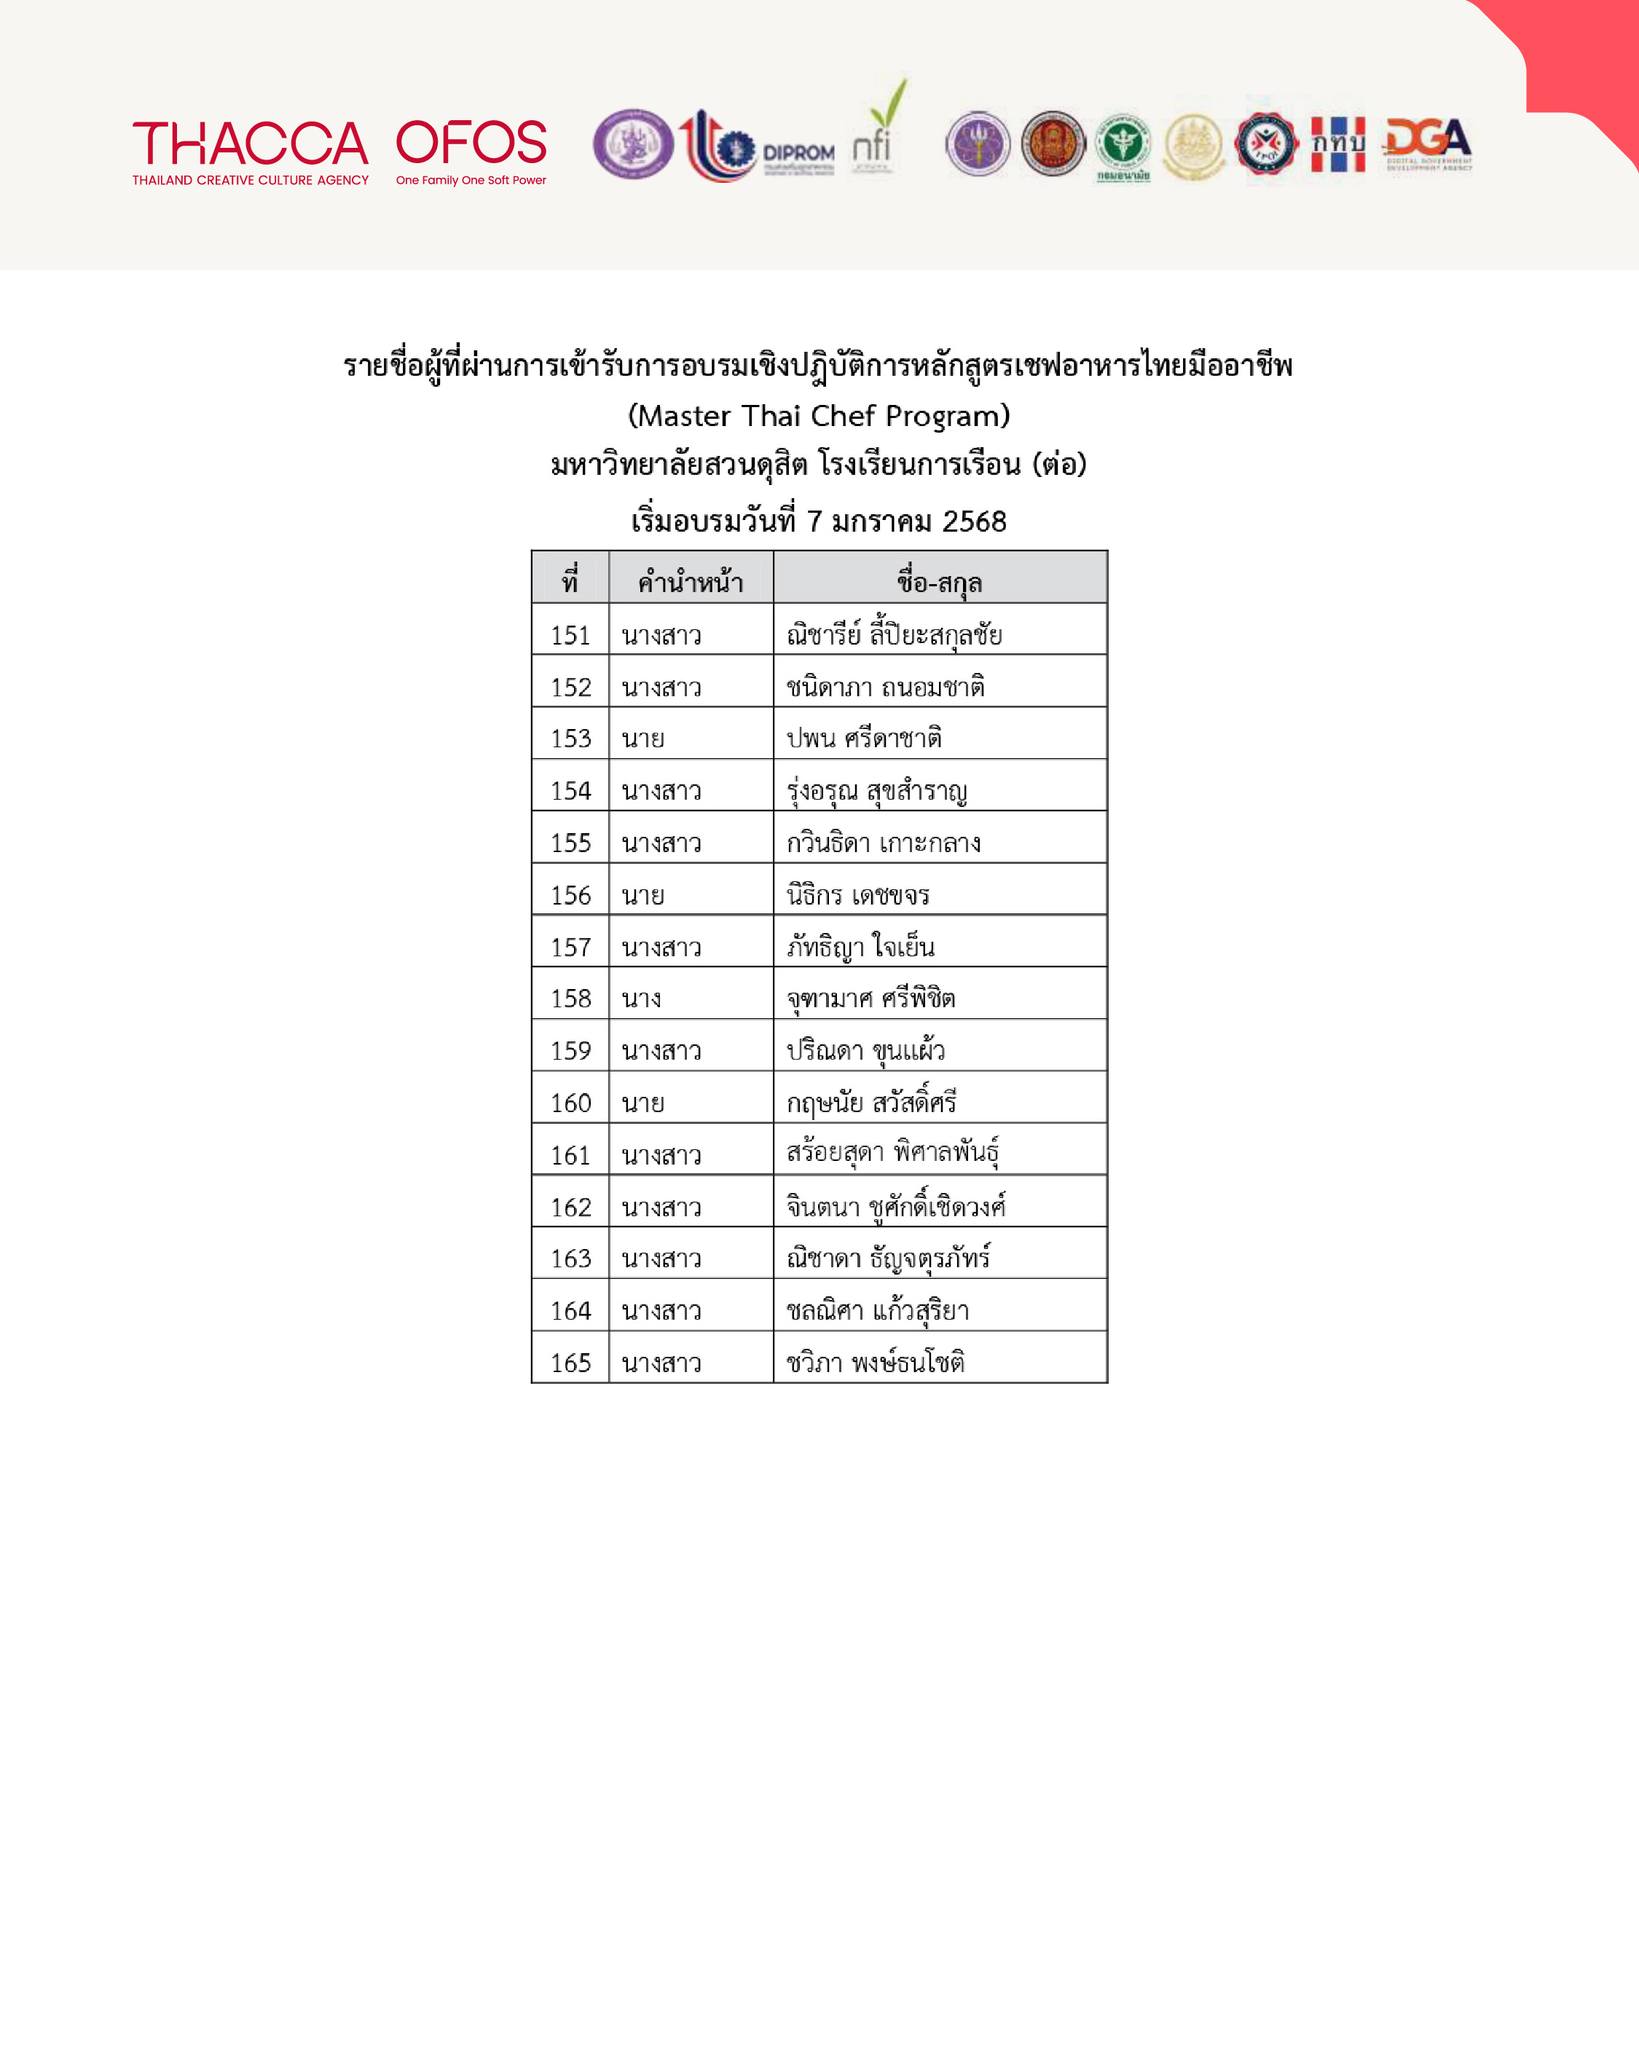 THACCA OFOS
THAILAND CREATIVE CULTURE AGENCY One Family One Soft Power
DIPROM
nfi
กรมอนามัย
กทบ
DGA
DIGITAL GOVERNMENT
DEVELOPMENT AGENCY
รายชื่อผู้ที่ผ่านการเข้ารับการอบรมเชิงปฎิบัติการหลักสูตรเชฟอาหารไทยมืออาชีพ
(Master Thai Chef Program)
มหาวิทยาลัยสวนดุสิต โรงเรียนการเรือน (ต่อ)
เริ่มอบรมวันที่ 7 มกราคม 2568
ที่ คำนำหน้า ชื่อ-สกุล
151 นางสาว ณิชารีย์ ลี้ปิยะสกุลชัย
152 นางสาว ชนิดาภา ถนอมชาติ
153 นาย ปพน ศรีดาชาติ
154 นางสาว รุ่งอรุณ สุขสำราญ
155 นางสาว กวินธิดา เกาะกลาง
156 นาย นิธิกร เดชขจร
157 นางสาว ภัทธิญา ใจเย็น
158 นาง จุฑามาศ ศรีพิชิต
159 นางสาว ปริณดา ขุนแผ้ว
160 นาย กฤษนัย สวัสดิ์ศรี
161 นางสาว สร้อยสุดา พิศาลพันธุ์
162 นางสาว จินตนา ชูศักดิ์เชิดวงศ์
163 นางสาว ณิชาดา ธัญจตุรภัทร์
164 นางสาว ชลณิศา แก้วสุริยา
165 นางสาว ชวิภา พงษ์ธนโชติ